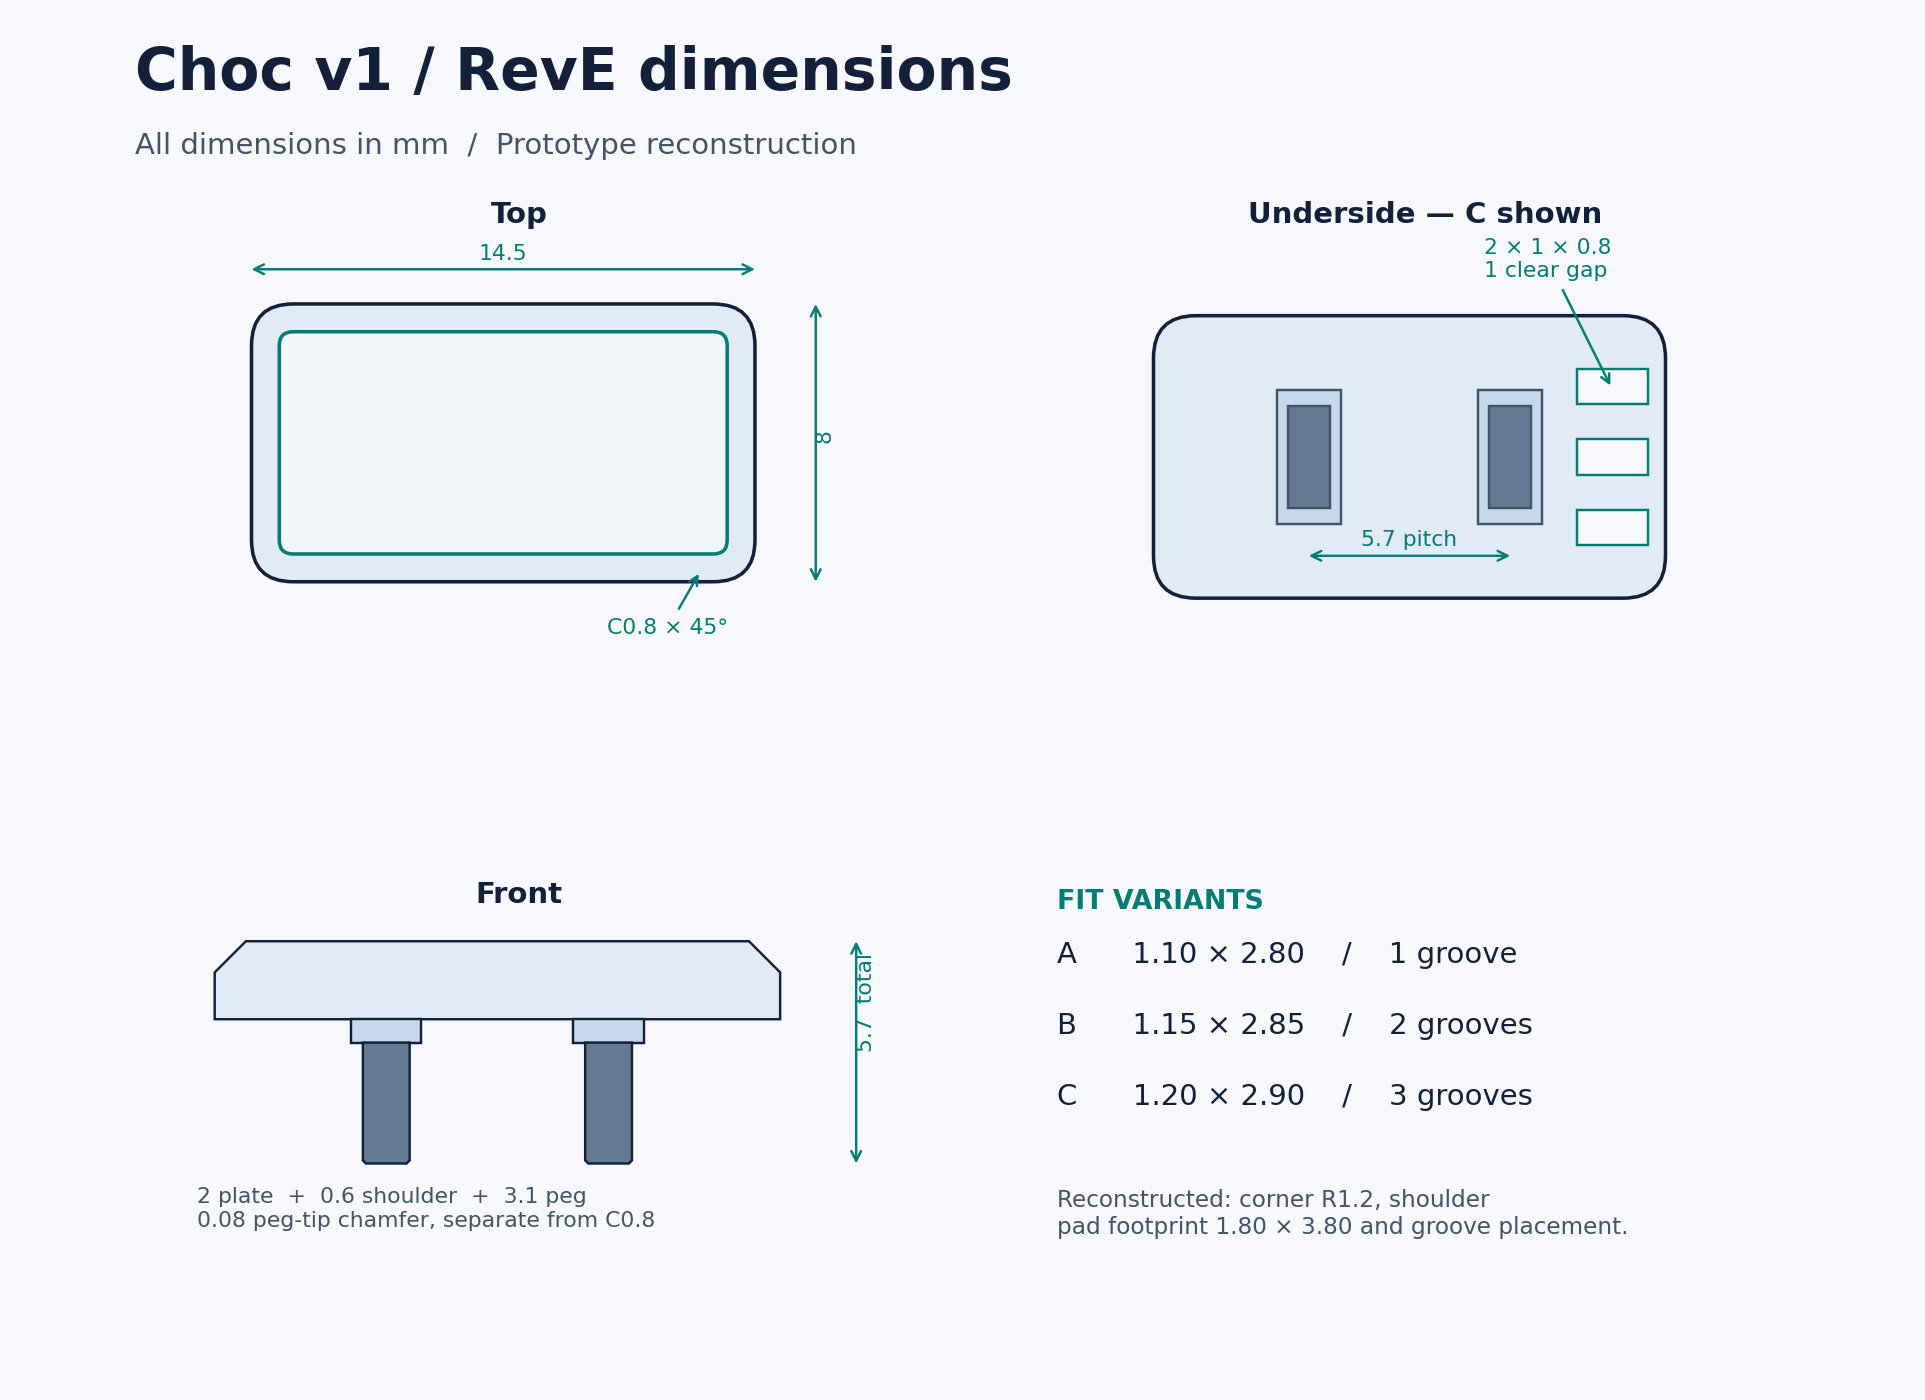 Choc v1 / RevE dimensions
All dimensions in mm / Prototype reconstruction
Top
14.5
8
C0.8 × 45°
Underside — C shown
2 × 1 × 0.8
1 clear gap
5.7 pitch
Front
5.7 total
2 plate + 0.6 shoulder + 3.1 peg
0.08 peg-tip chamfer, separate from C0.8
FIT VARIANTS
A 1.10 × 2.80 / 1 groove
B 1.15 × 2.85 / 2 grooves
C 1.20 × 2.90 / 3 grooves
Reconstructed: corner R1.2, shoulder
pad footprint 1.80 × 3.80 and groove placement.